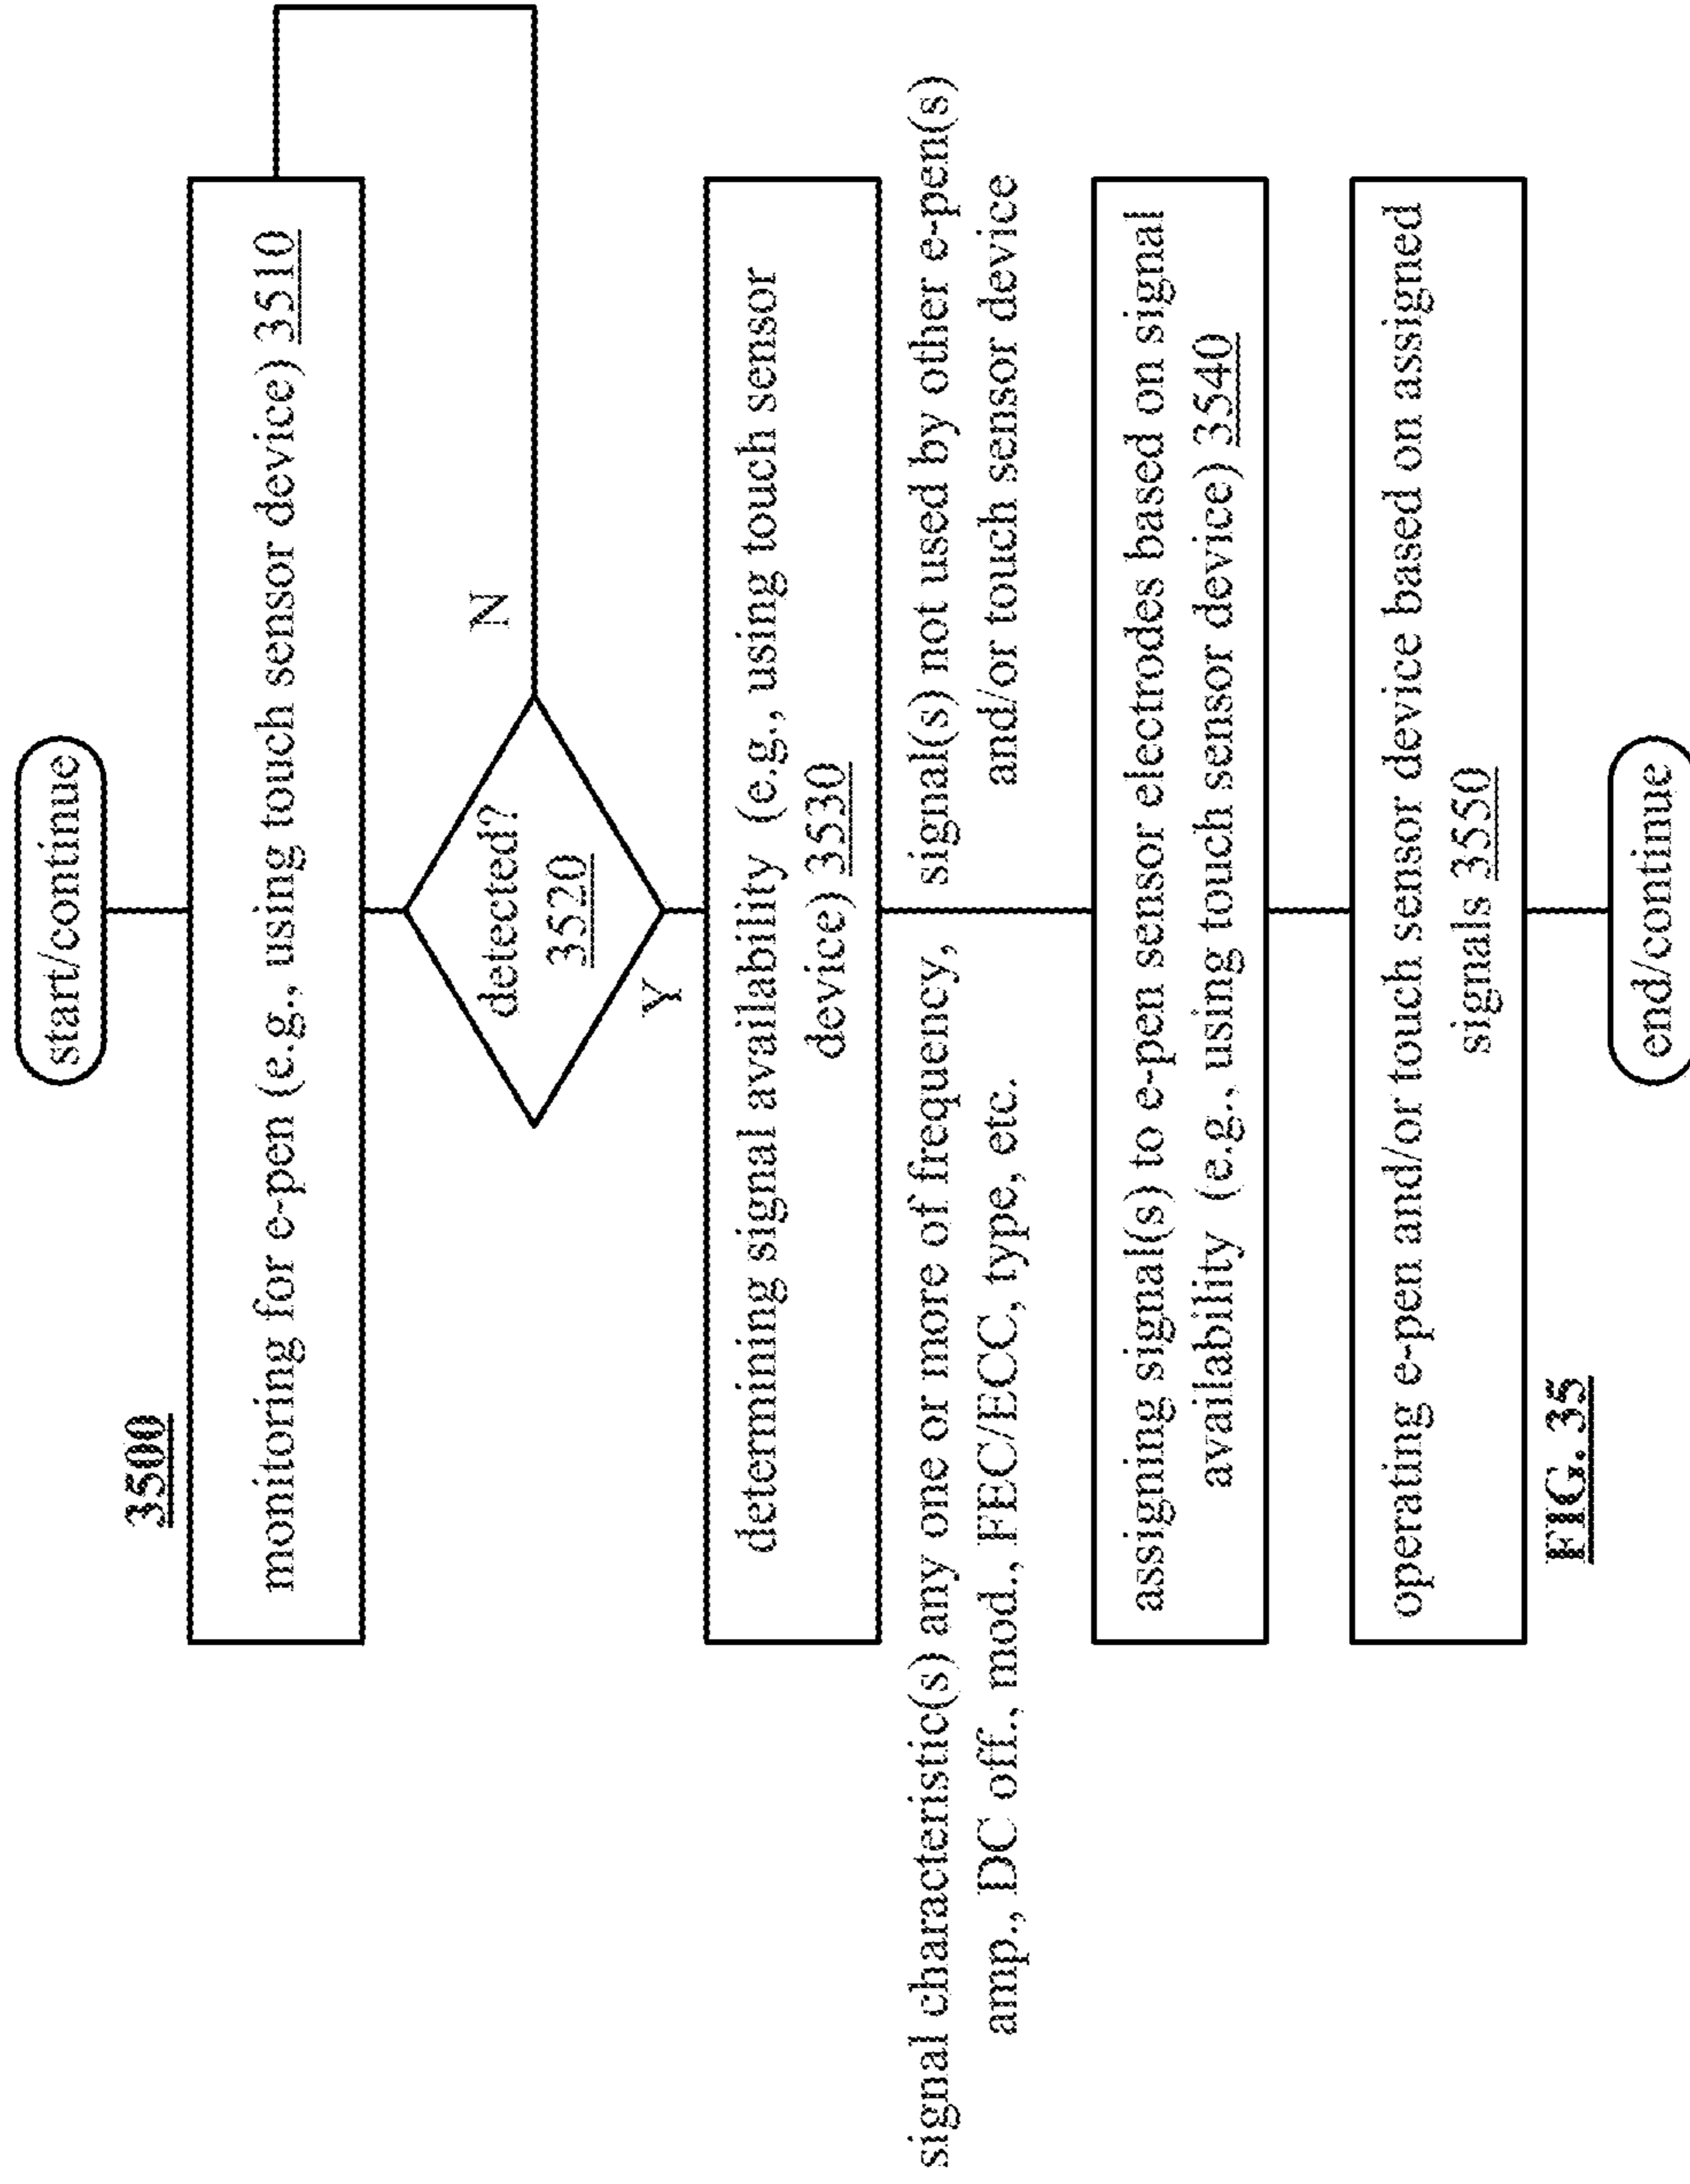 start/continue
3500
monitoring for e-pen (e.g., using touch sensor device) 3510
detected?
3520
N
Y
determining signal availability (e.g., using touch sensor
device) 3530
signal characteristic(s) any one or more of frequency,
amp., DC off., mod., FEC/ECC, type, etc.
signal(s) not used by other e-pen(s)
and/or touch sensor device
assigning signal(s) to e-pen sensor electrodes based on signal
availability (e.g., using touch sensor device) 3540
operating e-pen and/or touch sensor device based on assigned
signals 3550
end/continue
FIG. 35